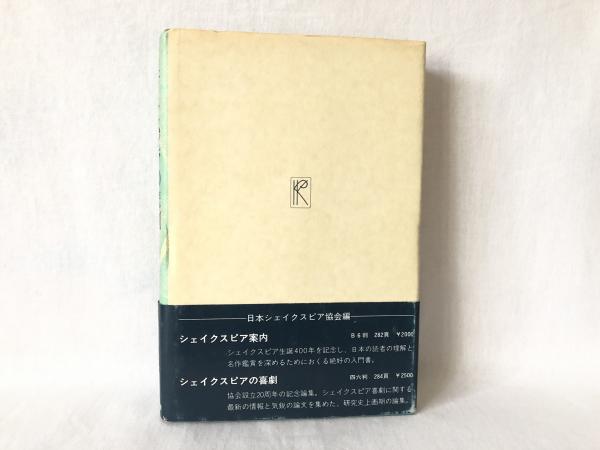 日本シェイクスピア協会編
シェイクスピア案内 B6判 282頁 ¥2000
シェイクスピア生誕400年を記念し、日本の読者の理解と
名作鑑賞を深めるためにおくる絶好の入門書。
シェイクスピアの喜劇 四六判 284頁 ¥2500
協会設立20周年の記念論集。シェイクスピア喜劇に関する
最新の情報と気鋭の論文を集めた、研究史上画期の論集。